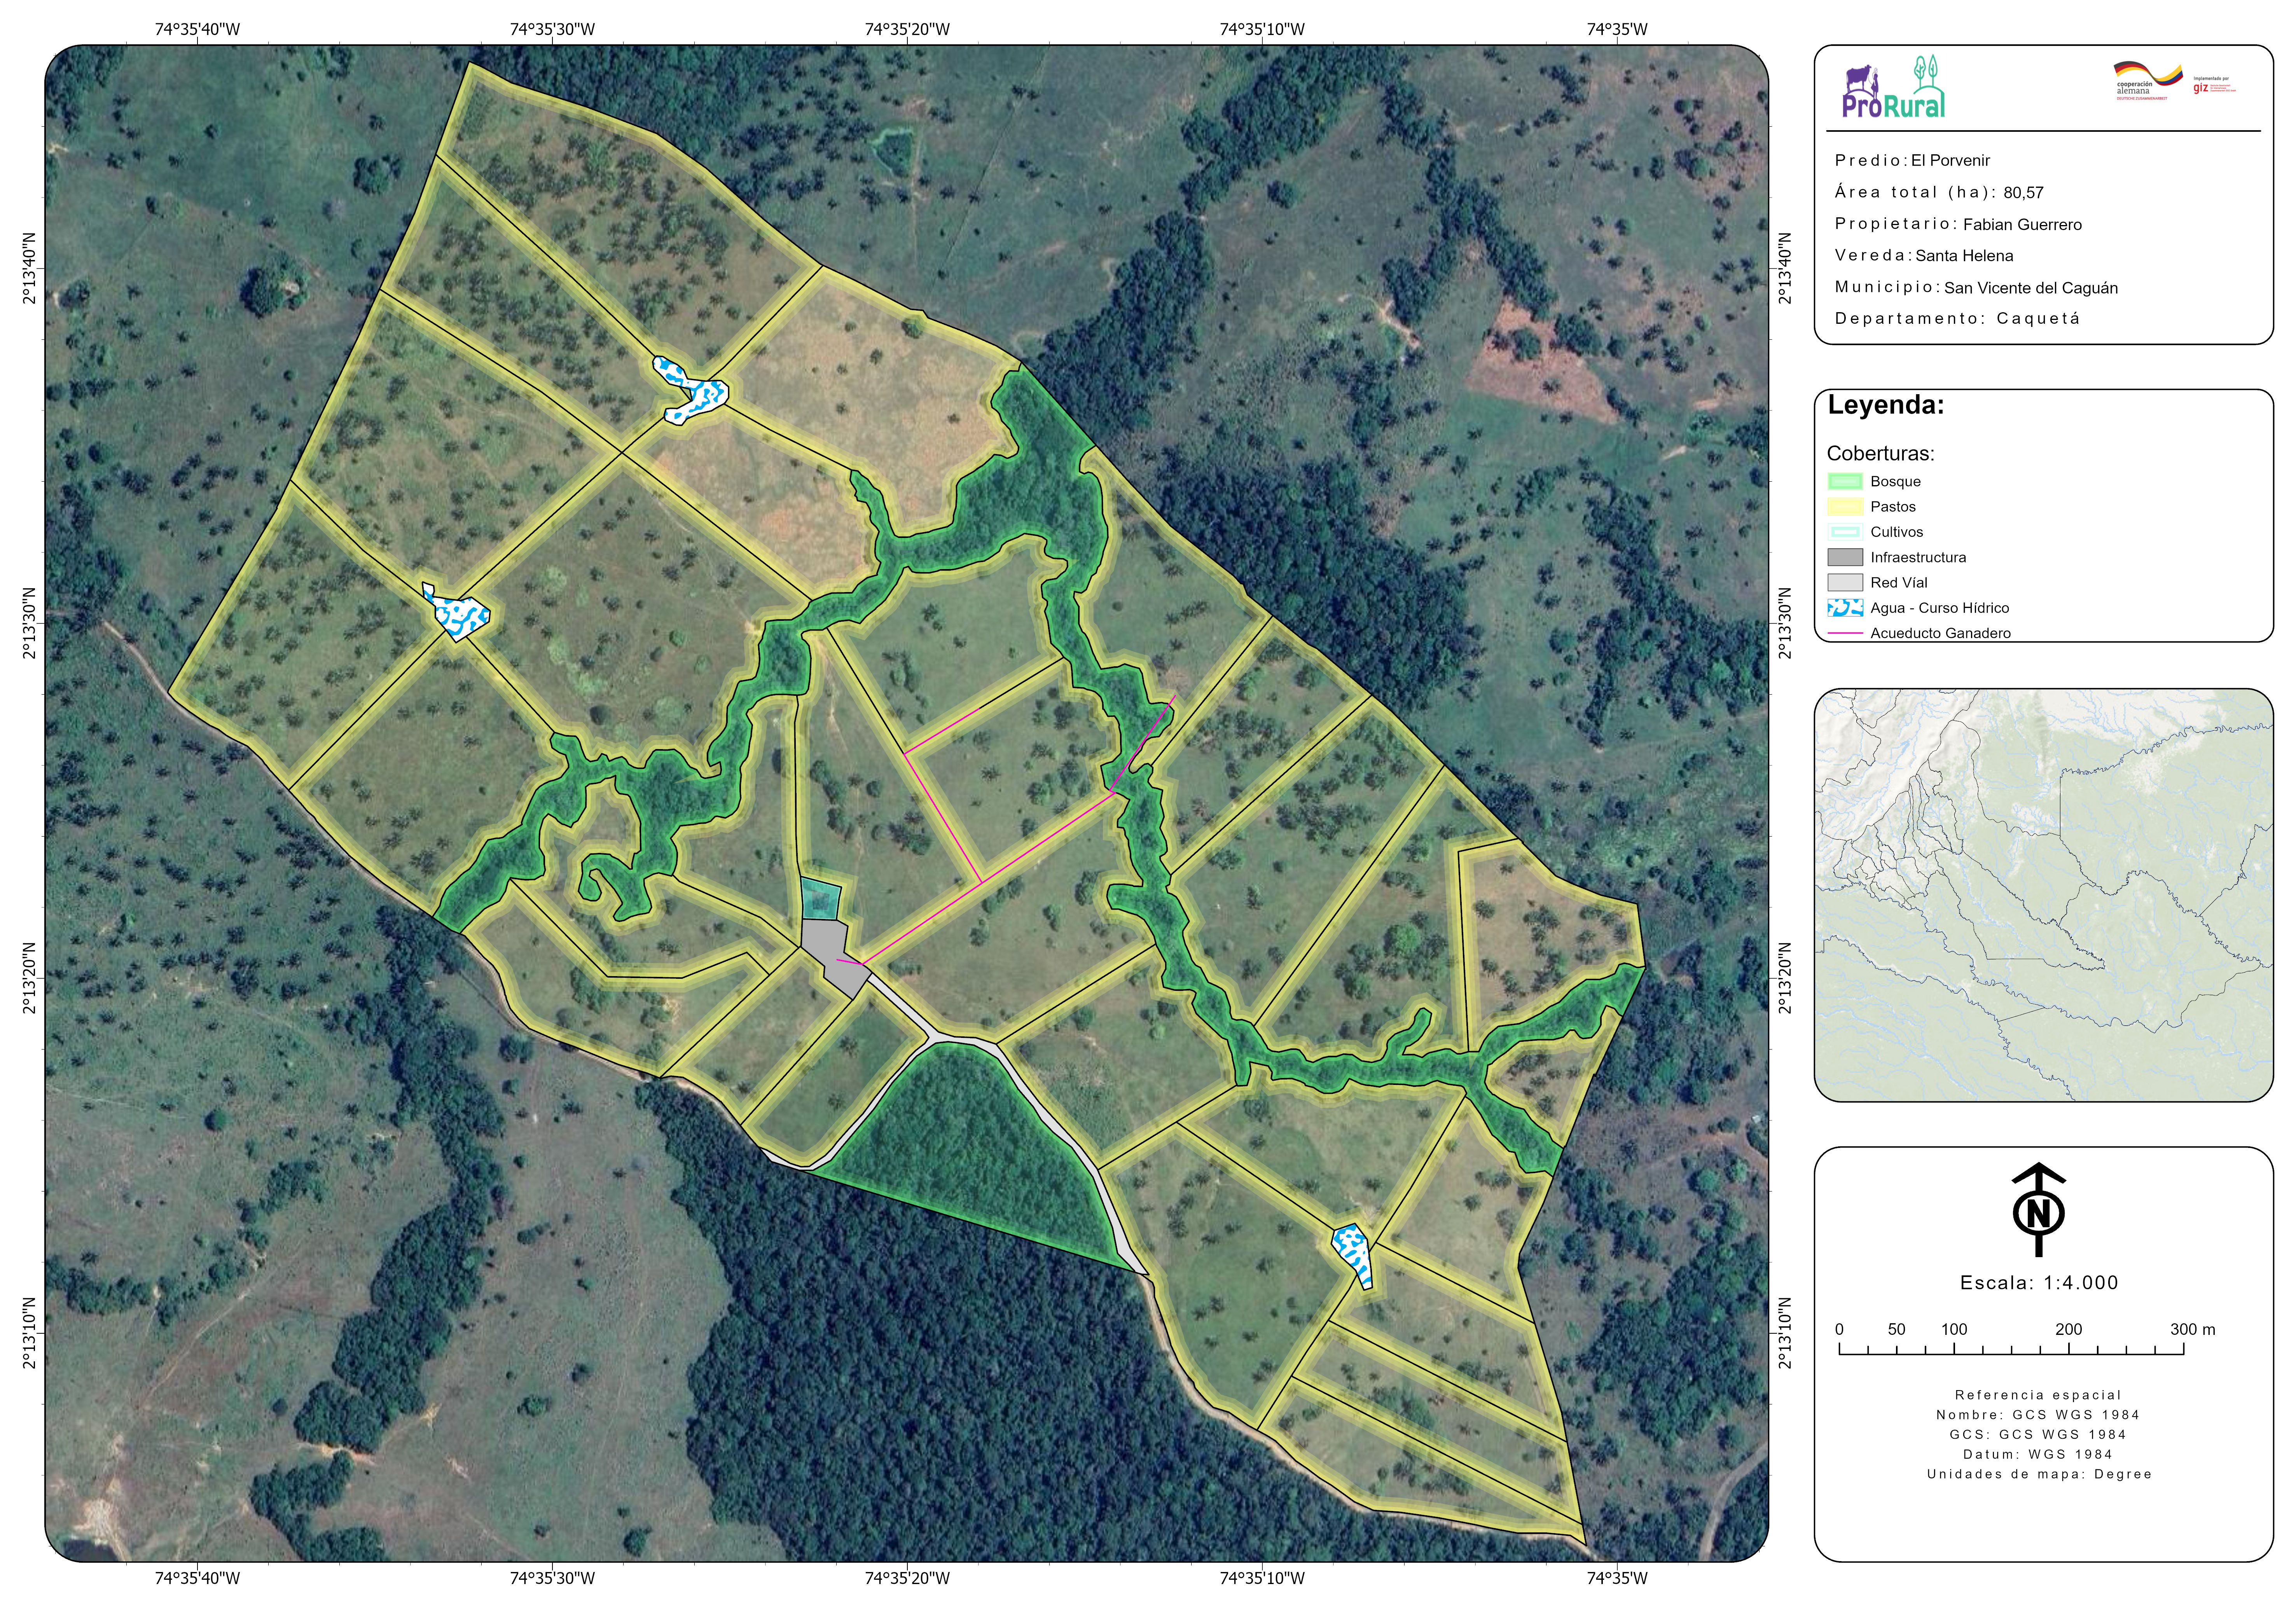 74°35'40"W 74°35'30"W 74°35'20"W 74°35'10"W 74°35'W
2°13'40"N
2°13'30"N
2°13'20"N
2°13'10"N
2°13'40"N
2°13'30"N
2°13'20"N
2°13'10"N
74°35'40"W 74°35'30"W 74°35'20"W 74°35'10"W 74°35'W
ProRural
cooperación
alemana
DEUTSCHE ZUSAMMENARBEIT
Implementada por
giz
Predio: El Porvenir
Área total (ha): 80,57
Propietario: Fabian Guerrero
Vereda: Santa Helena
Municipio: San Vicente del Caguán
Departamento: Caquetá
Leyenda:
Coberturas:
Bosque
Pastos
Cultivos
Infraestructura
Red Víal
Agua - Curso Hídrico
Acueducto Ganadero
N
Escala: 1:4.000
0 50 100 200 300 m
Referencia espacial
Nombre: GCS WGS 1984
GCS: GCS WGS 1984
Datum: WGS 1984
Unidades de mapa: Degree